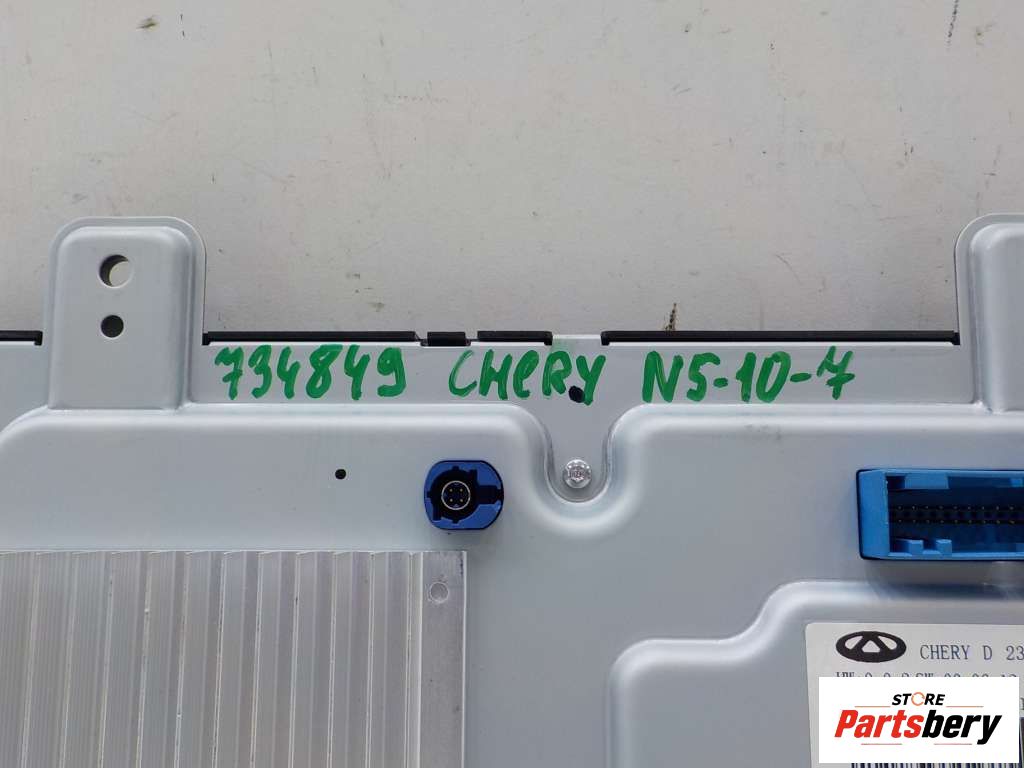 734849 CHERY N5-10-7
CHERY D 23
STORE
Partsbery